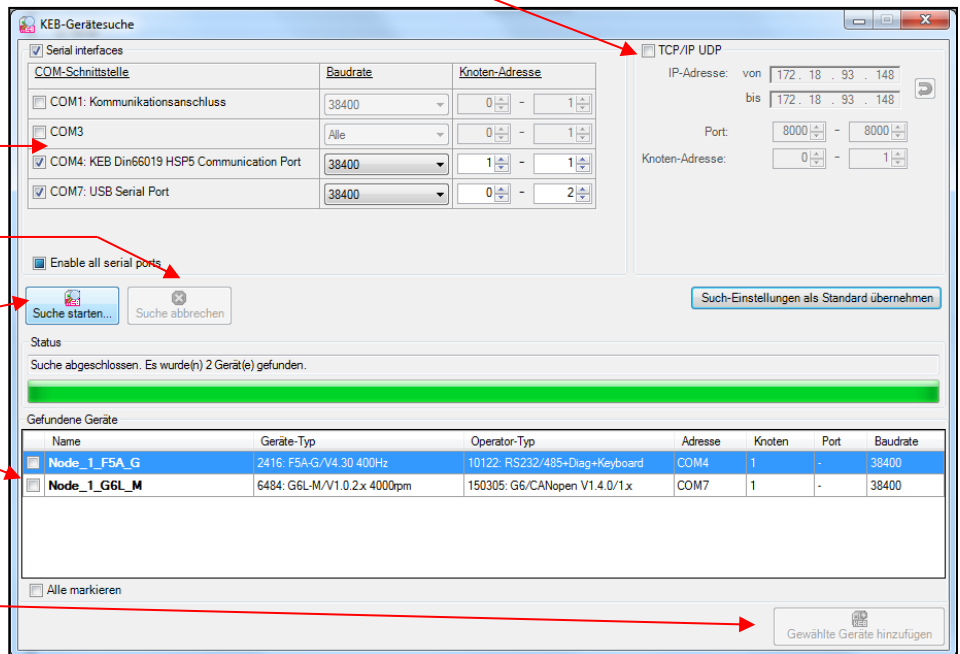 KEB-Gerätesuche
Serial interfaces
COM-Schnittstelle Baudrate Knoten-Adresse
COM1: Kommunikationsanschluss 38400 0 - 1
COM3 Alle 0 - 1
COM4: KEB Din66019 HSP5 Communication Port 38400 1 - 1
COM7: USB Serial Port 38400 0 - 2
Enable all serial ports
TCP/IP UDP
IP-Adresse: von 172 . 18 . 93 . 148
bis 172 . 18 . 93 . 148
Port: 8000 - 8000
Knoten-Adresse: 0 - 1
KEB
Suche starten...
Suche abbrechen
Such-Einstellungen als Standard übernehmen
Status
Suche abgeschlossen. Es wurde(n) 2 Gerät(e) gefunden.
Gefundene Geräte
Name Geräte-Typ Operator-Typ Adresse Knoten Port Baudrate
Node_1_F5A_G 2416: F5A-G/V4.30 400Hz 10122: RS232/485+Diag+Keyboard COM4 1 - 38400
Node_1_G6L_M 6484: G6L-M/V1.0.2.x 4000rpm 150305: G6/CANopen V1.4.0/1.x COM7 1 - 38400
Alle markieren
KEB
Gewählte Geräte hinzufügen